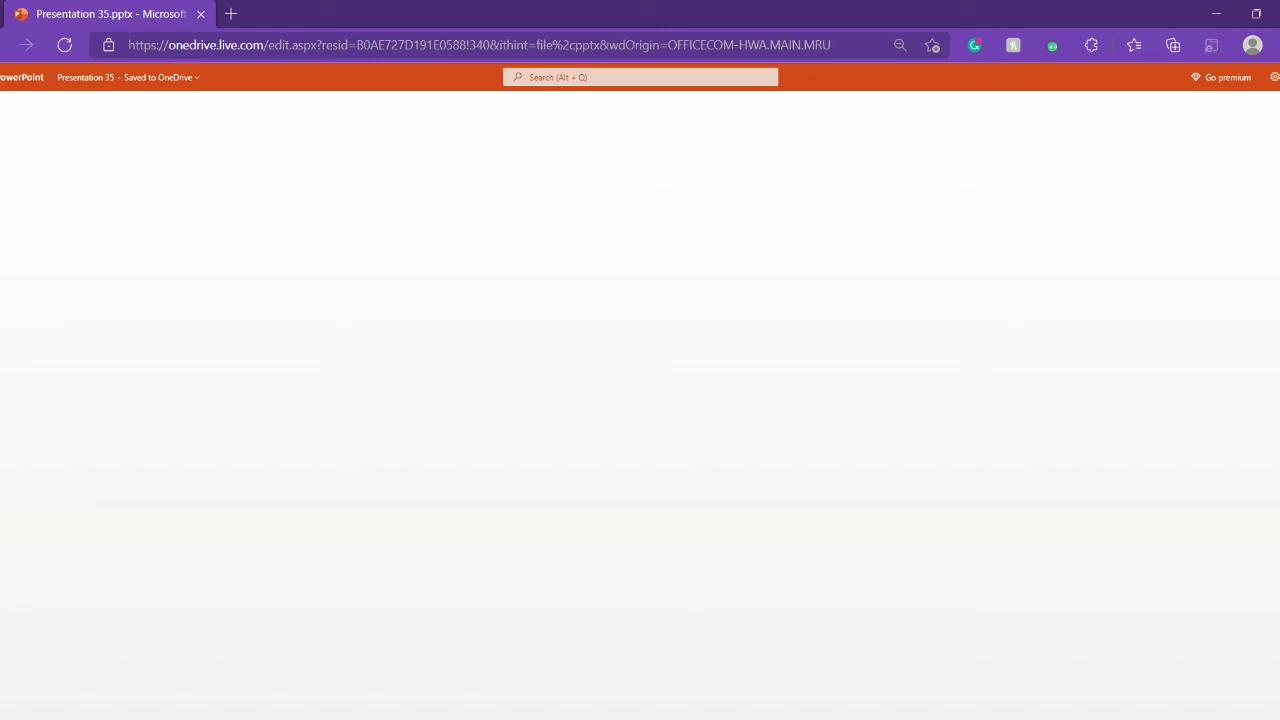 Presentation 35.pptx - Microsoft
https://onedrive.live.com/edit.aspx?resid=B0AE727D191E0588!340&ithint=file%2cpptx&wdOrigin=OFFICECOM-HWA.MAIN.MRU
PowerPoint Presentation 35 - Saved to OneDrive Search (Alt + Q) Go premium